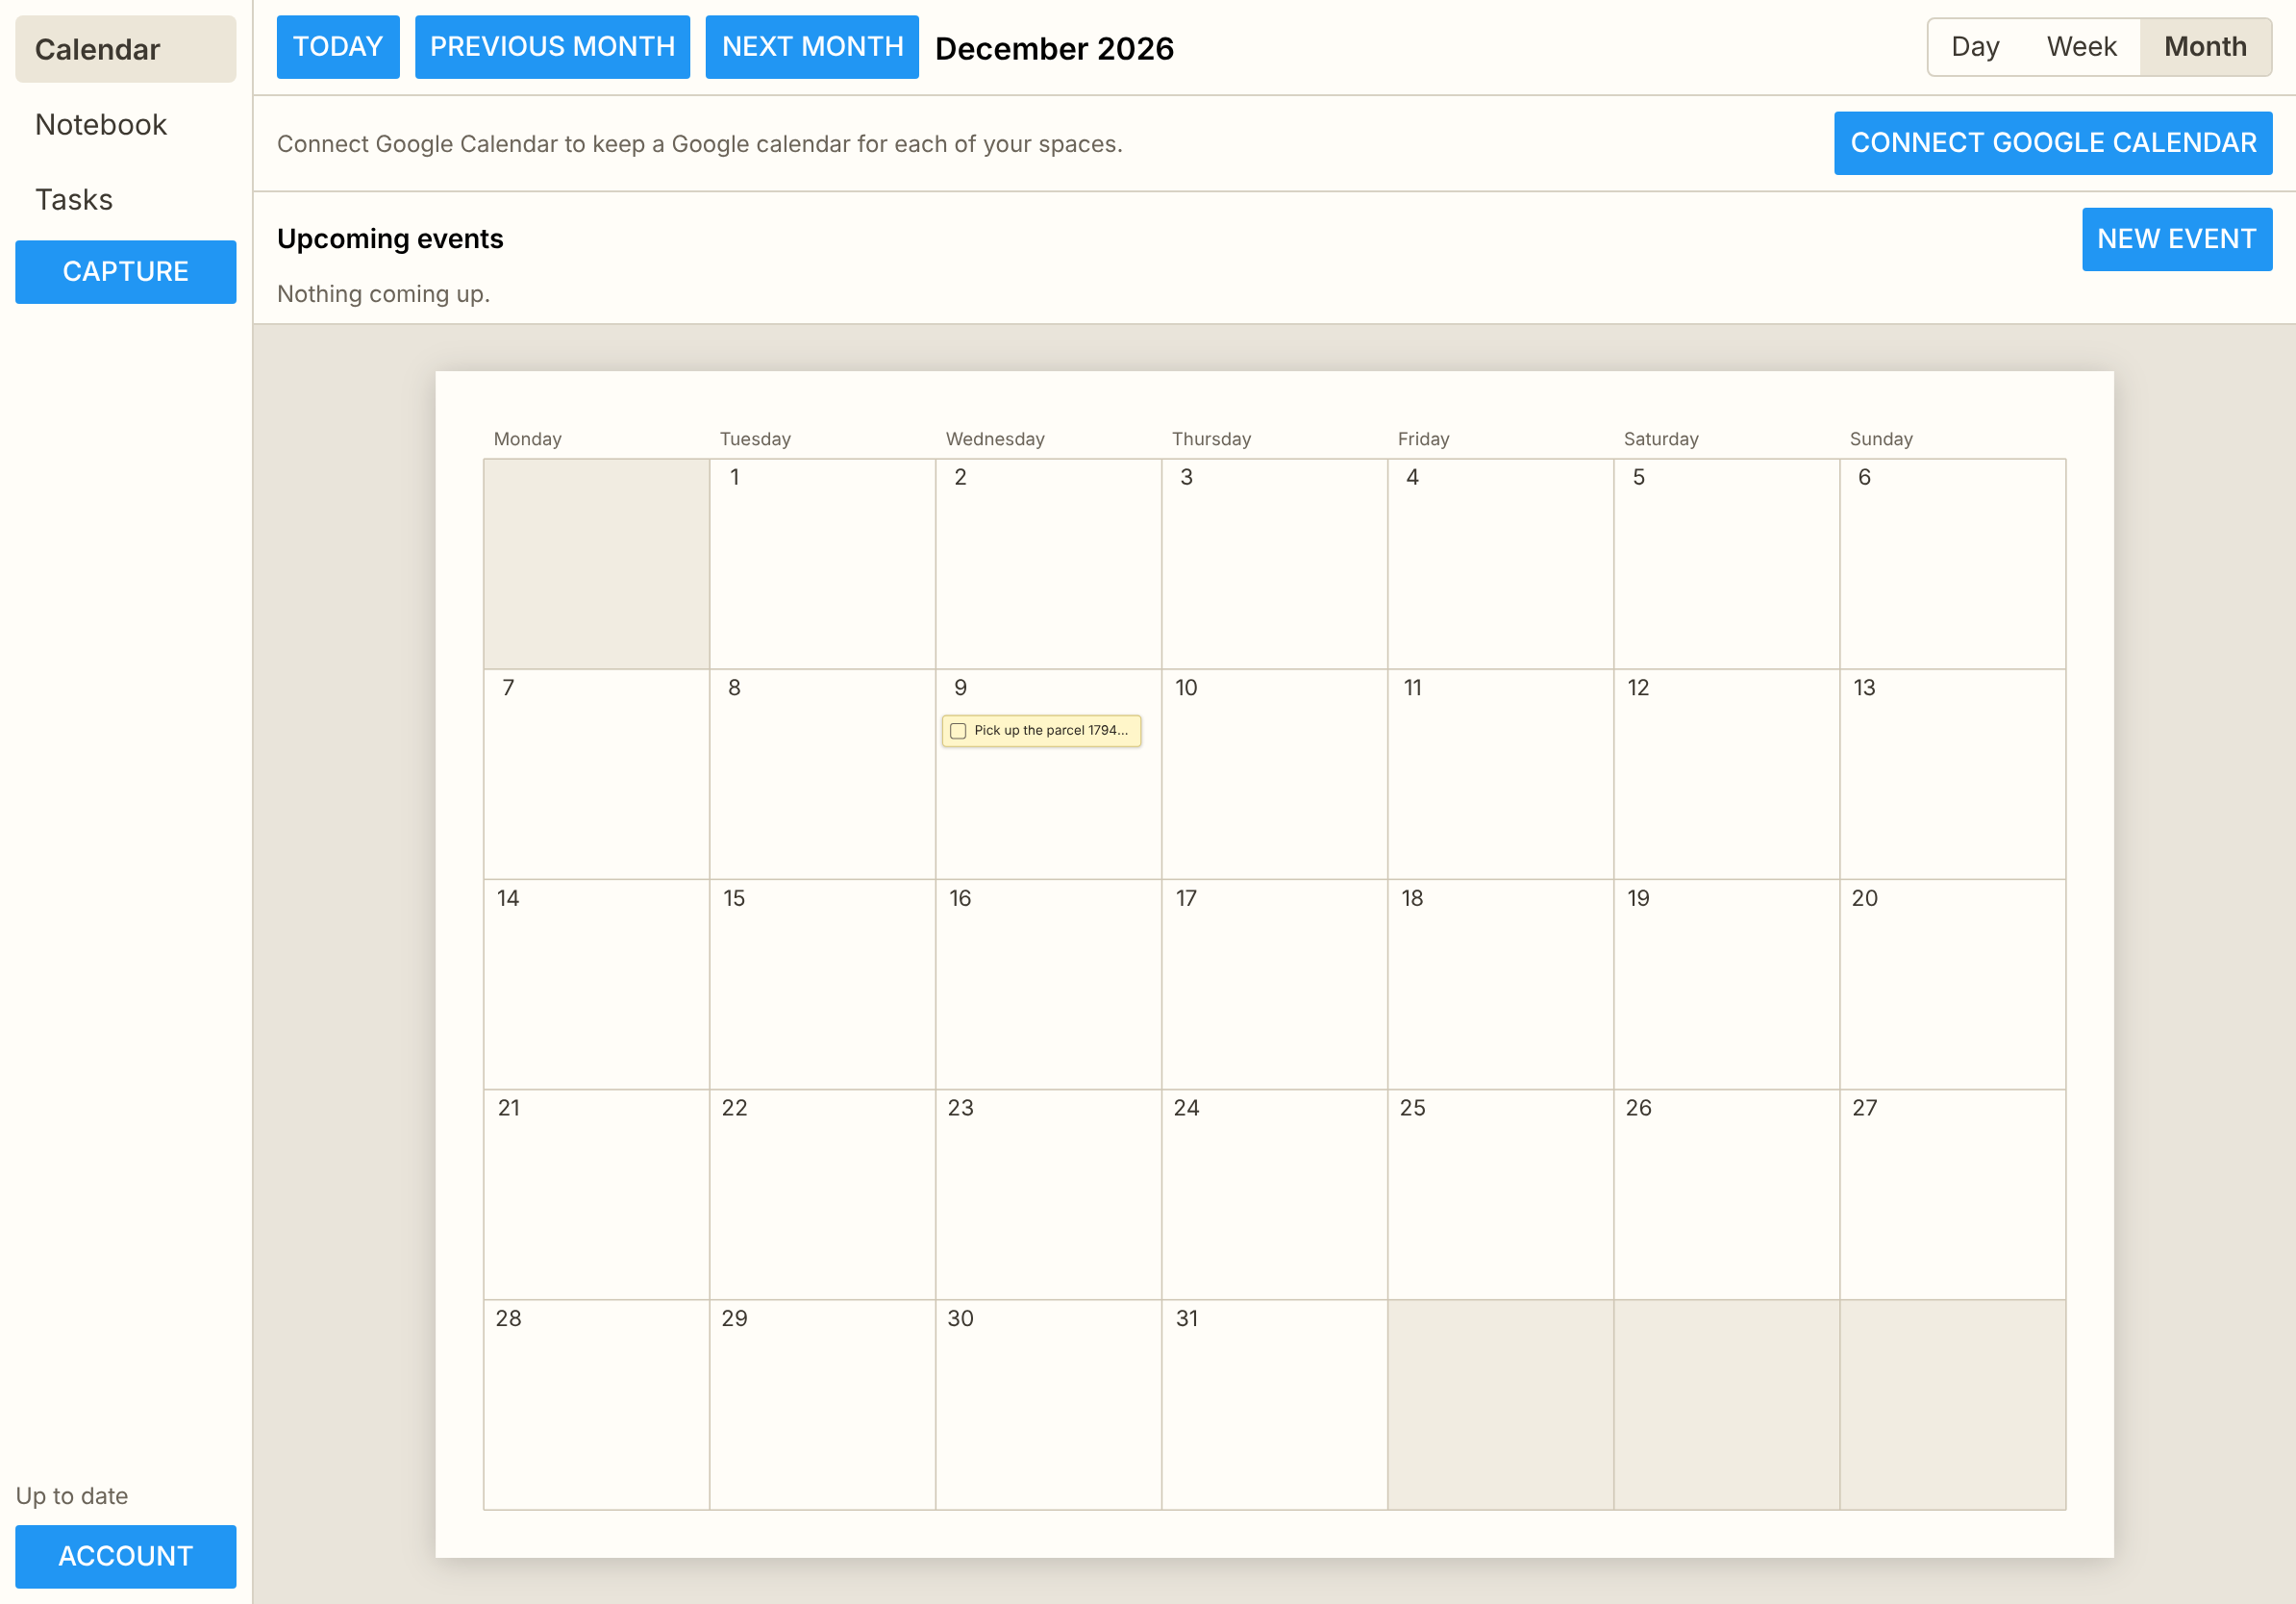 Calendar
Notebook
Tasks
CAPTURE
Up to date
ACCOUNT
TODAY PREVIOUS MONTH NEXT MONTH December 2026 Day Week Month
Connect Google Calendar to keep a Google calendar for each of your spaces. CONNECT GOOGLE CALENDAR
Upcoming events NEW EVENT
Nothing coming up.
Monday Tuesday Wednesday Thursday Friday Saturday Sunday
1 2 3 4 5 6
7 8 9 10 11 12 13
Pick up the parcel 1794...
14 15 16 17 18 19 20
21 22 23 24 25 26 27
28 29 30 31